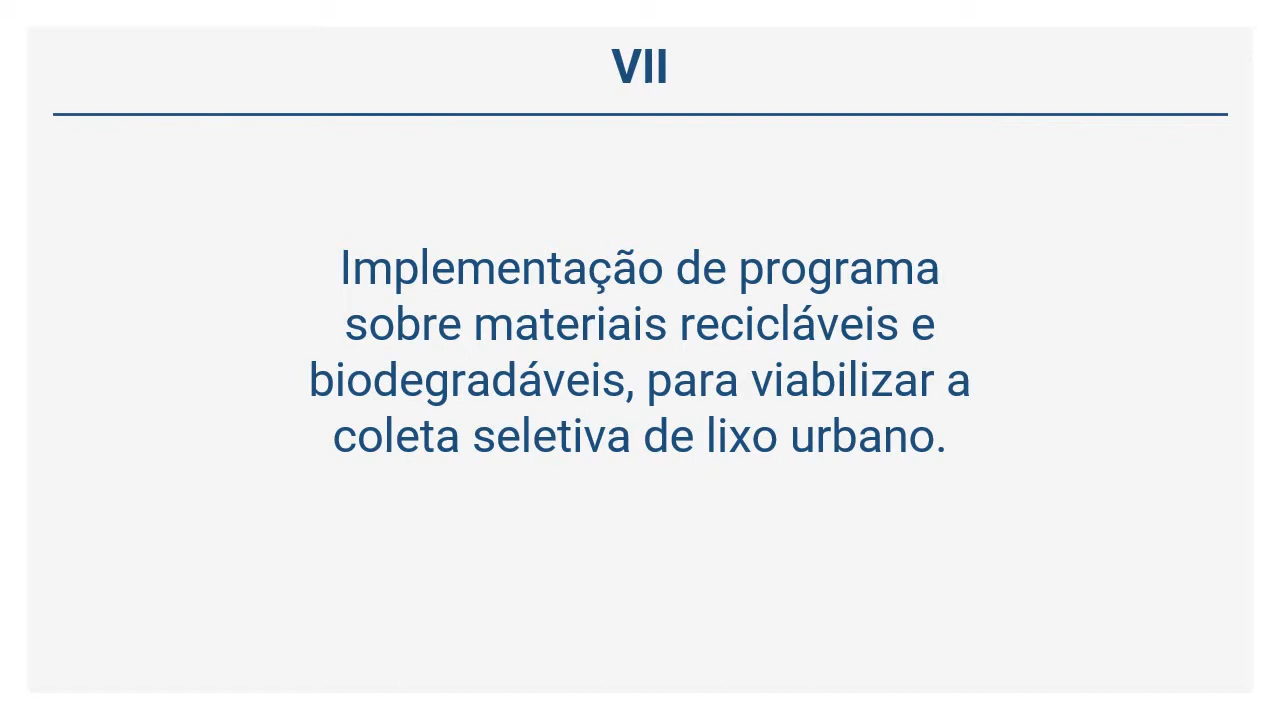 VII
Implementação de programa
sobre materiais recicláveis e
biodegradáveis, para viabilizar a
coleta seletiva de lixo urbano.